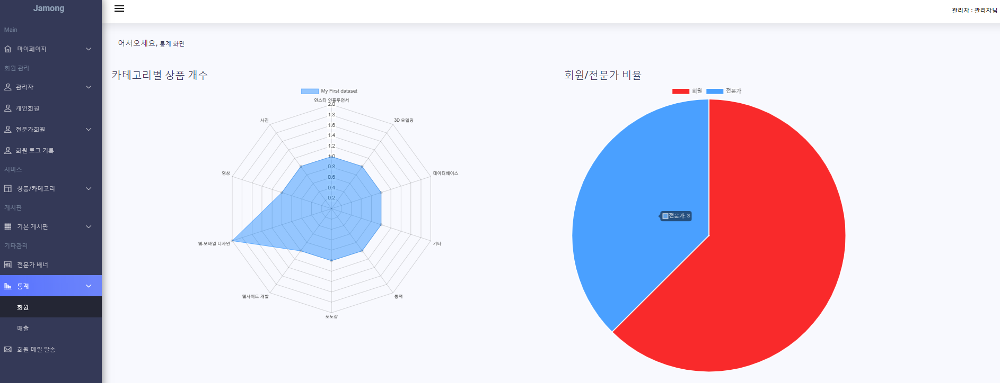 Jamong
관리자 : 관리자님
Main
마이페이지
회원 관리
관리자
개인회원
전문가회원
회원 로그 기록
서비스
상품/카테고리
게시판
기본 게시판
기타관리
전문가 배너
통계
회원
매출
회원 메일 발송
어서오세요, 통계 화면
카테고리별 상품 개수
My First dataset
인스타 인플루언서
3D 모델링
데이터베이스
기타
통역
포토샵
웹사이트 개발
웹.모바일 디자인
영상
사진
2.0
1.8
1.6
1.4
1.2
1.0
0.8
0.6
0.4
0.2
회원/전문가 비율
회원 전문가
전문가: 3